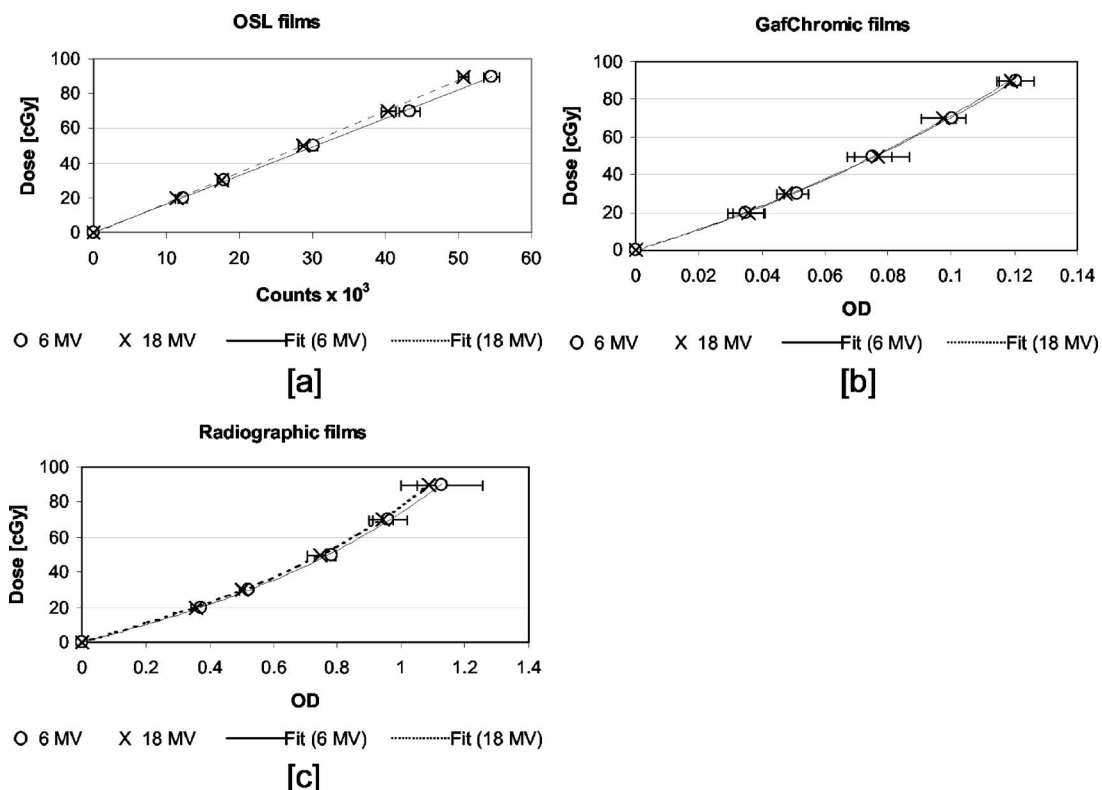 OSL films
Dose [cGy]
100
80
60
40
20
0
0 10 20 30 40 50 60
Counts x 10³
6 MV 18 MV Fit (6 MV) Fit (18 MV)
[a]
GafChromic films
Dose [cGy]
100
80
60
40
20
0
0 0.02 0.04 0.06 0.08 0.1 0.12 0.14
OD
6 MV 18 MV Fit (6 MV) Fit (18 MV)
[b]
Radiographic films
Dose [cGy]
100
80
60
40
20
0
0 0.2 0.4 0.6 0.8 1 1.2 1.4
OD
6 MV 18 MV Fit (6 MV) Fit (18 MV)
[c]